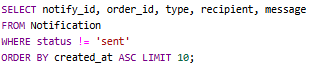 SELECT notify_id, order_id, type, recipient, message
FROM Notification
WHERE status != 'sent'
ORDER BY created_at ASC LIMIT 10;